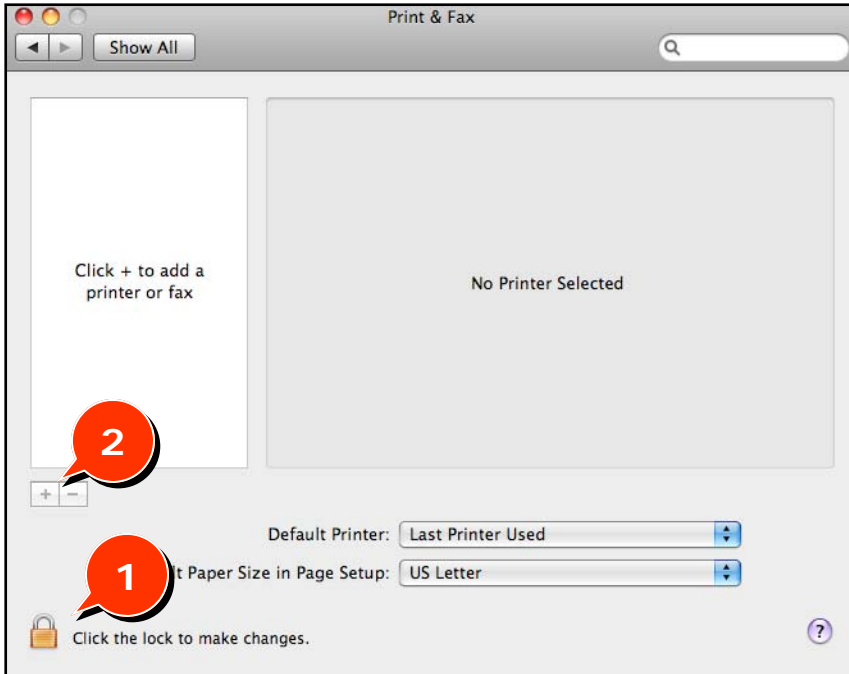 Print & Fax
Show All
Click + to add a
printer or fax
No Printer Selected
2
+ −
Default Printer: Last Printer Used
1
t Paper Size in Page Setup: US Letter
Click the lock to make changes.
?